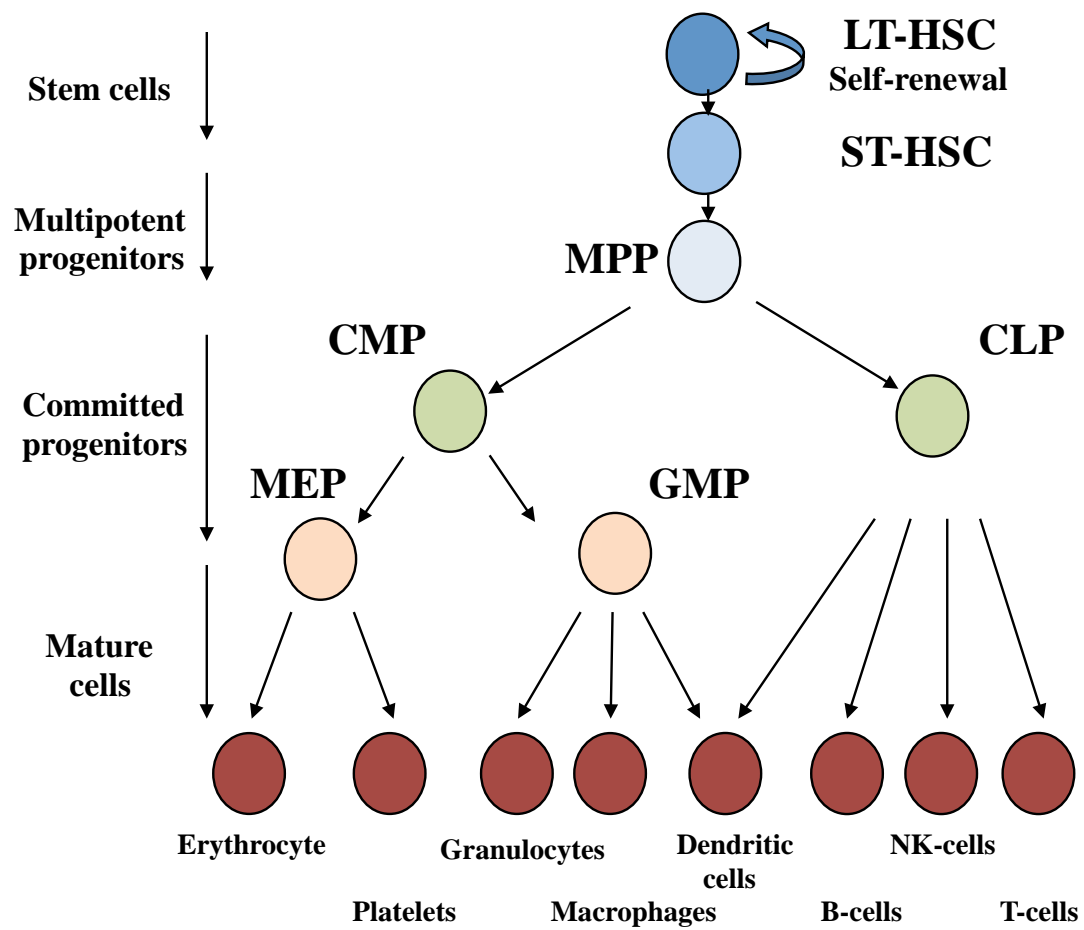 LT-HSC
Self-renewal
Stem cells
ST-HSC
Multipotent
progenitors
MPP
CMP
CLP
Committed
progenitors
MEP
GMP
Mature
cells
Erythrocyte
Granulocytes
Dendritic
cells
NK-cells
Platelets
Macrophages
B-cells
T-cells